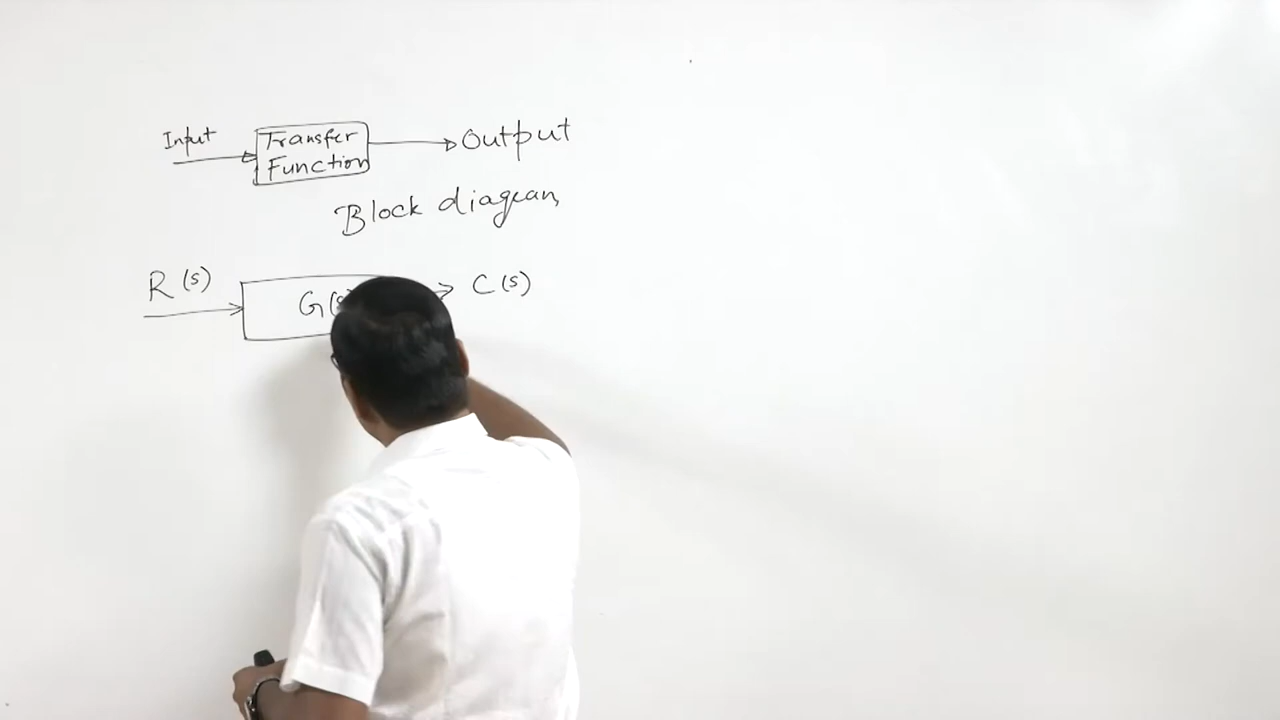 Input Transfer Function Output
Block diagram
R(s) G(s) C(s)